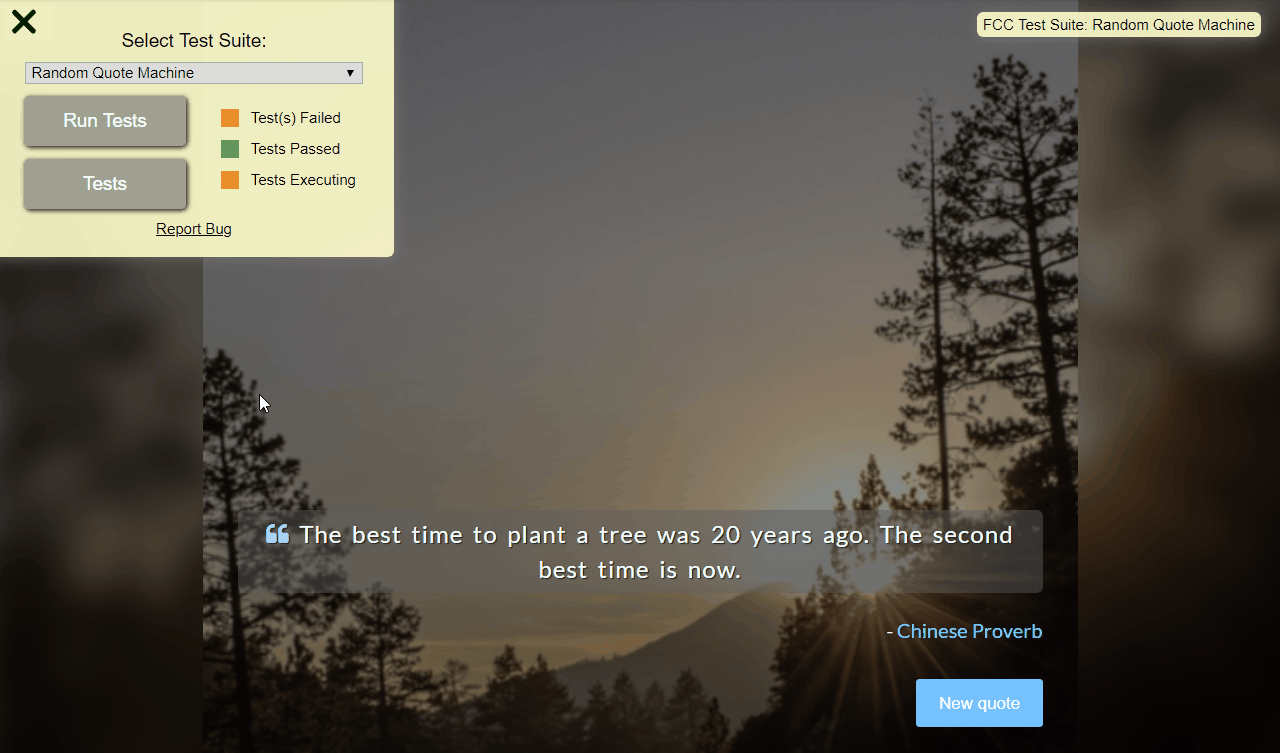 Select Test Suite:
FCC Test Suite: Random Quote Machine
Random Quote Machine
Run Tests
Tests
Test(s) Failed
Tests Passed
Tests Executing
Report Bug
The best time to plant a tree was 20 years ago. The second
best time is now.
- Chinese Proverb
New quote